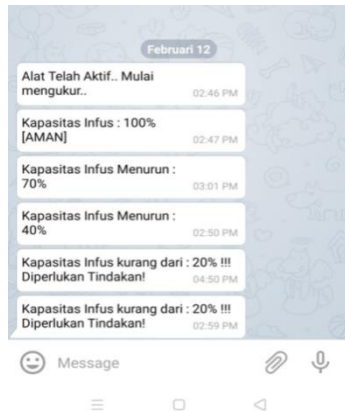 Februari 12
Alat Telah Aktif.. Mulai
mengukur..
02:46 PM
Kapasitas Infus : 100%
[AMAN]
02:47 PM
Kapasitas Infus Menurun :
70%
03:01 PM
Kapasitas Infus Menurun :
40%
02:50 PM
Kapasitas Infus kurang dari : 20% !!!
Diperlukan Tindakan!
04:50 PM
Kapasitas Infus kurang dari : 20% !!!
Diperlukan Tindakan!
02:59 PM
Message